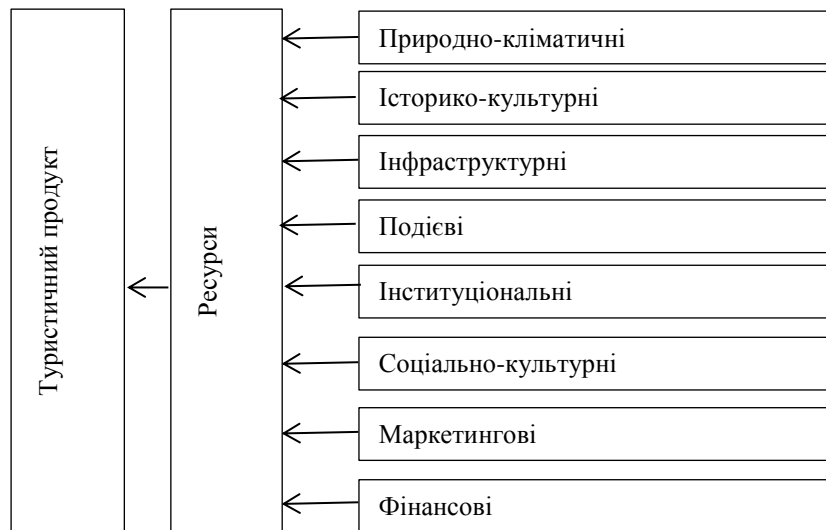 Туристичний продукт
Ресурси
Природно-кліматичні
Історико-культурні
Інфраструктурні
Подієві
Інституціональні
Соціально-культурні
Маркетингові
Фінансові